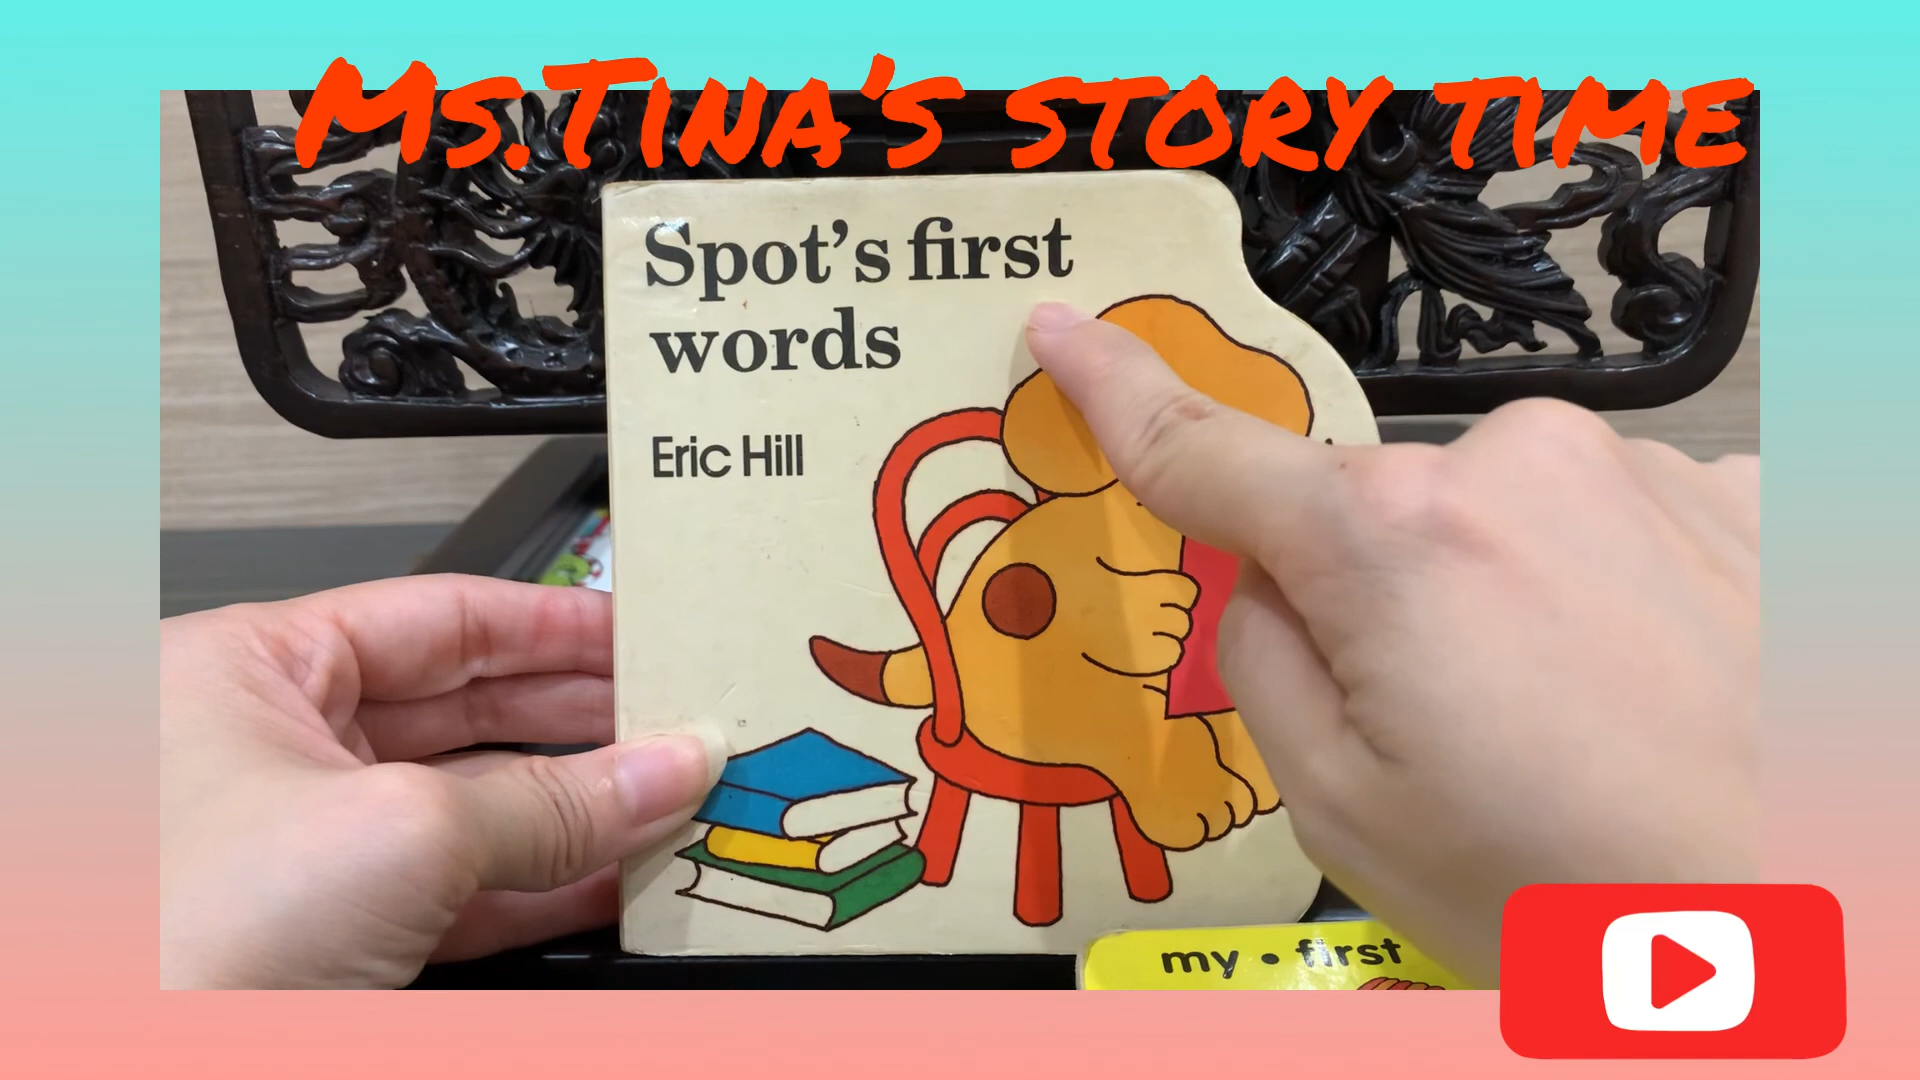 Ms.Tina's story time
Spot's first
words
Eric Hill
my • first